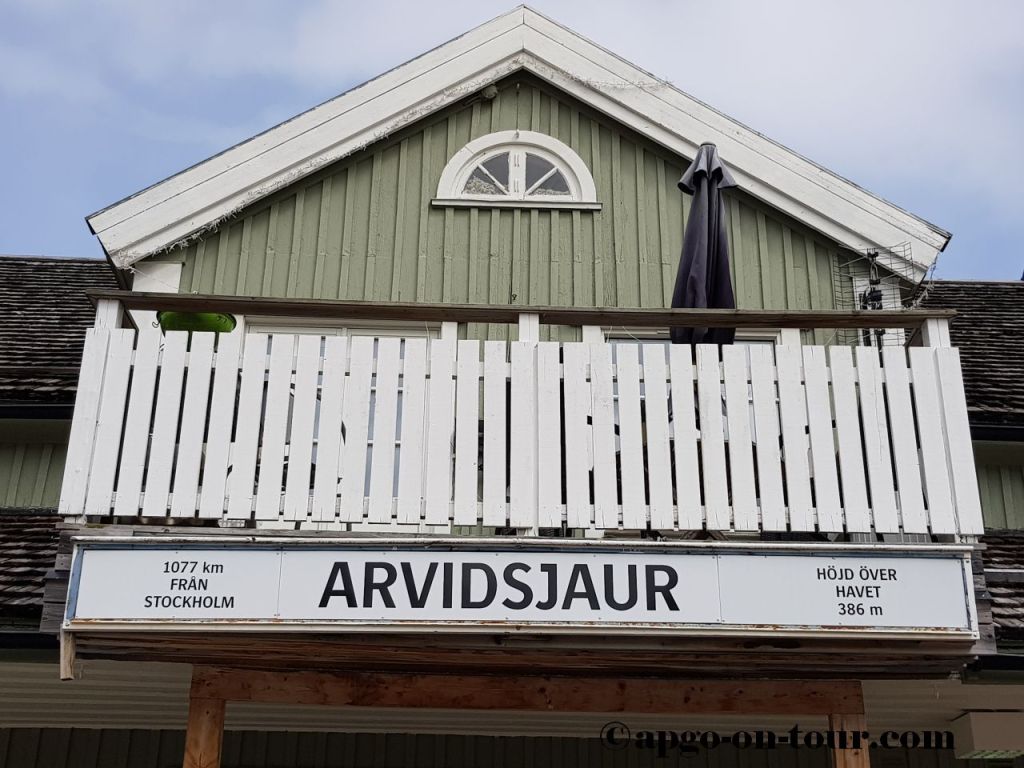 1077 km
FRÅN
STOCKHOLM
ARVIDSJAUR
HÖJD ÖVER
HAVET
386 m
©apgo-on-tour.com